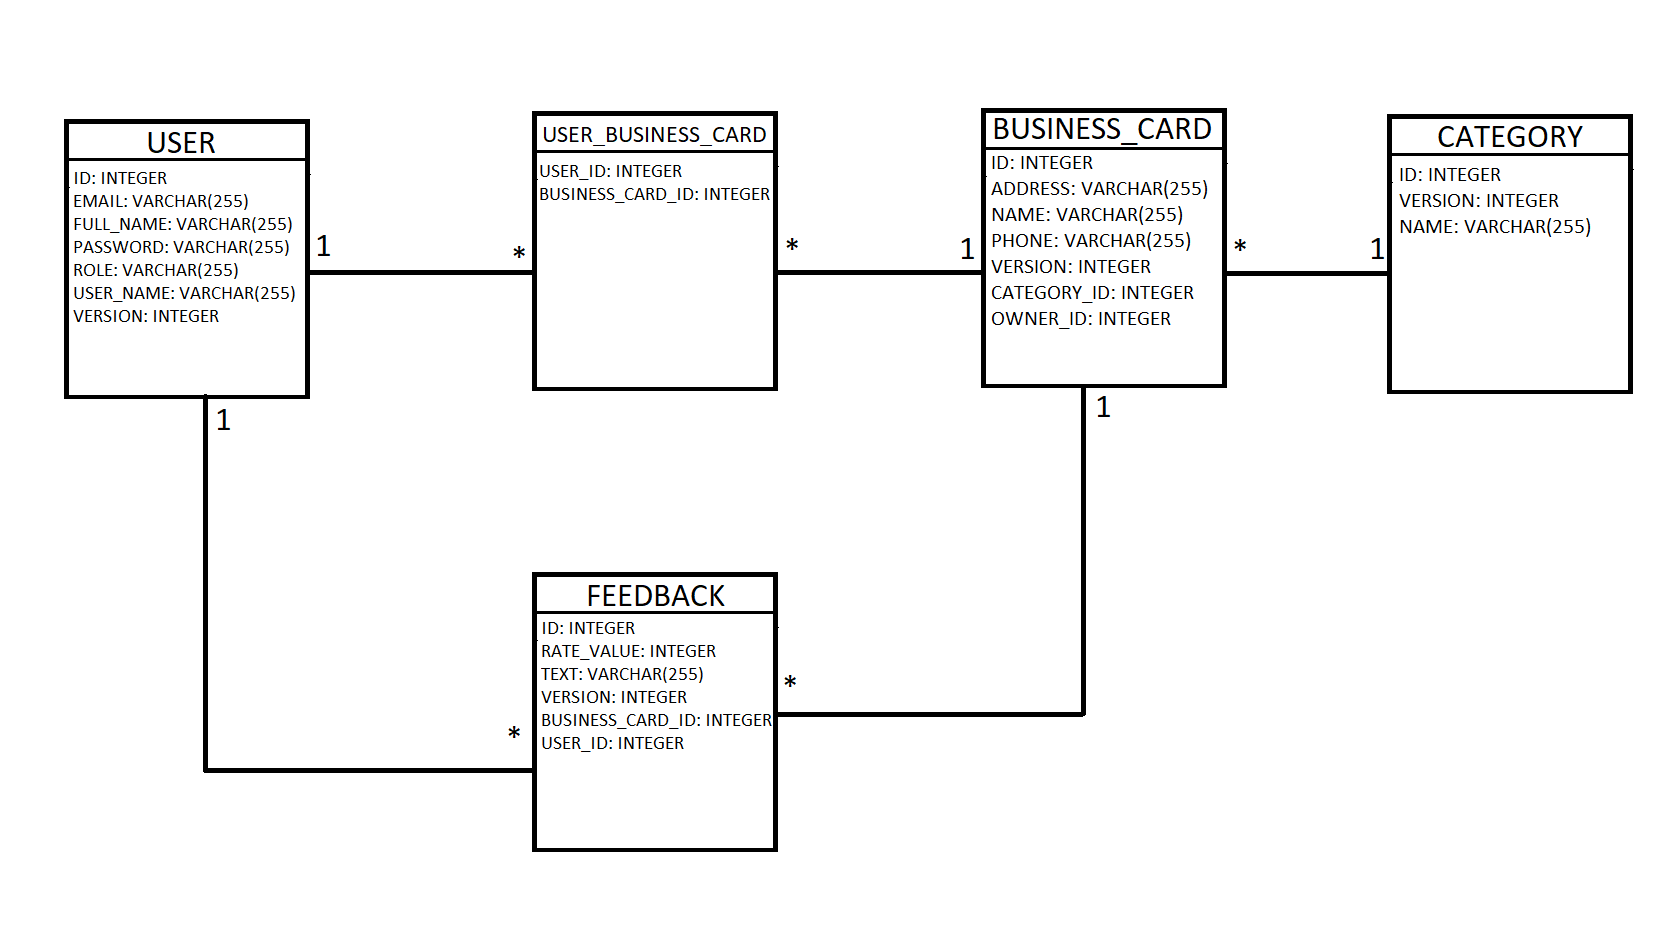 USER
ID: INTEGER
EMAIL: VARCHAR(255)
FULL_NAME: VARCHAR(255)
PASSWORD: VARCHAR(255)
ROLE: VARCHAR(255)
USER_NAME: VARCHAR(255)
VERSION: INTEGER
1
*
1
USER_BUSINESS_CARD
USER_ID: INTEGER
BUSINESS_CARD_ID: INTEGER
*
1
BUSINESS_CARD
ID: INTEGER
ADDRESS: VARCHAR(255)
NAME: VARCHAR(255)
PHONE: VARCHAR(255)
VERSION: INTEGER
CATEGORY_ID: INTEGER
OWNER_ID: INTEGER
*
1
1
CATEGORY
ID: INTEGER
VERSION: INTEGER
NAME: VARCHAR(255)
FEEDBACK
ID: INTEGER
RATE_VALUE: INTEGER
TEXT: VARCHAR(255)
VERSION: INTEGER
BUSINESS_CARD_ID: INTEGER
USER_ID: INTEGER
*
*